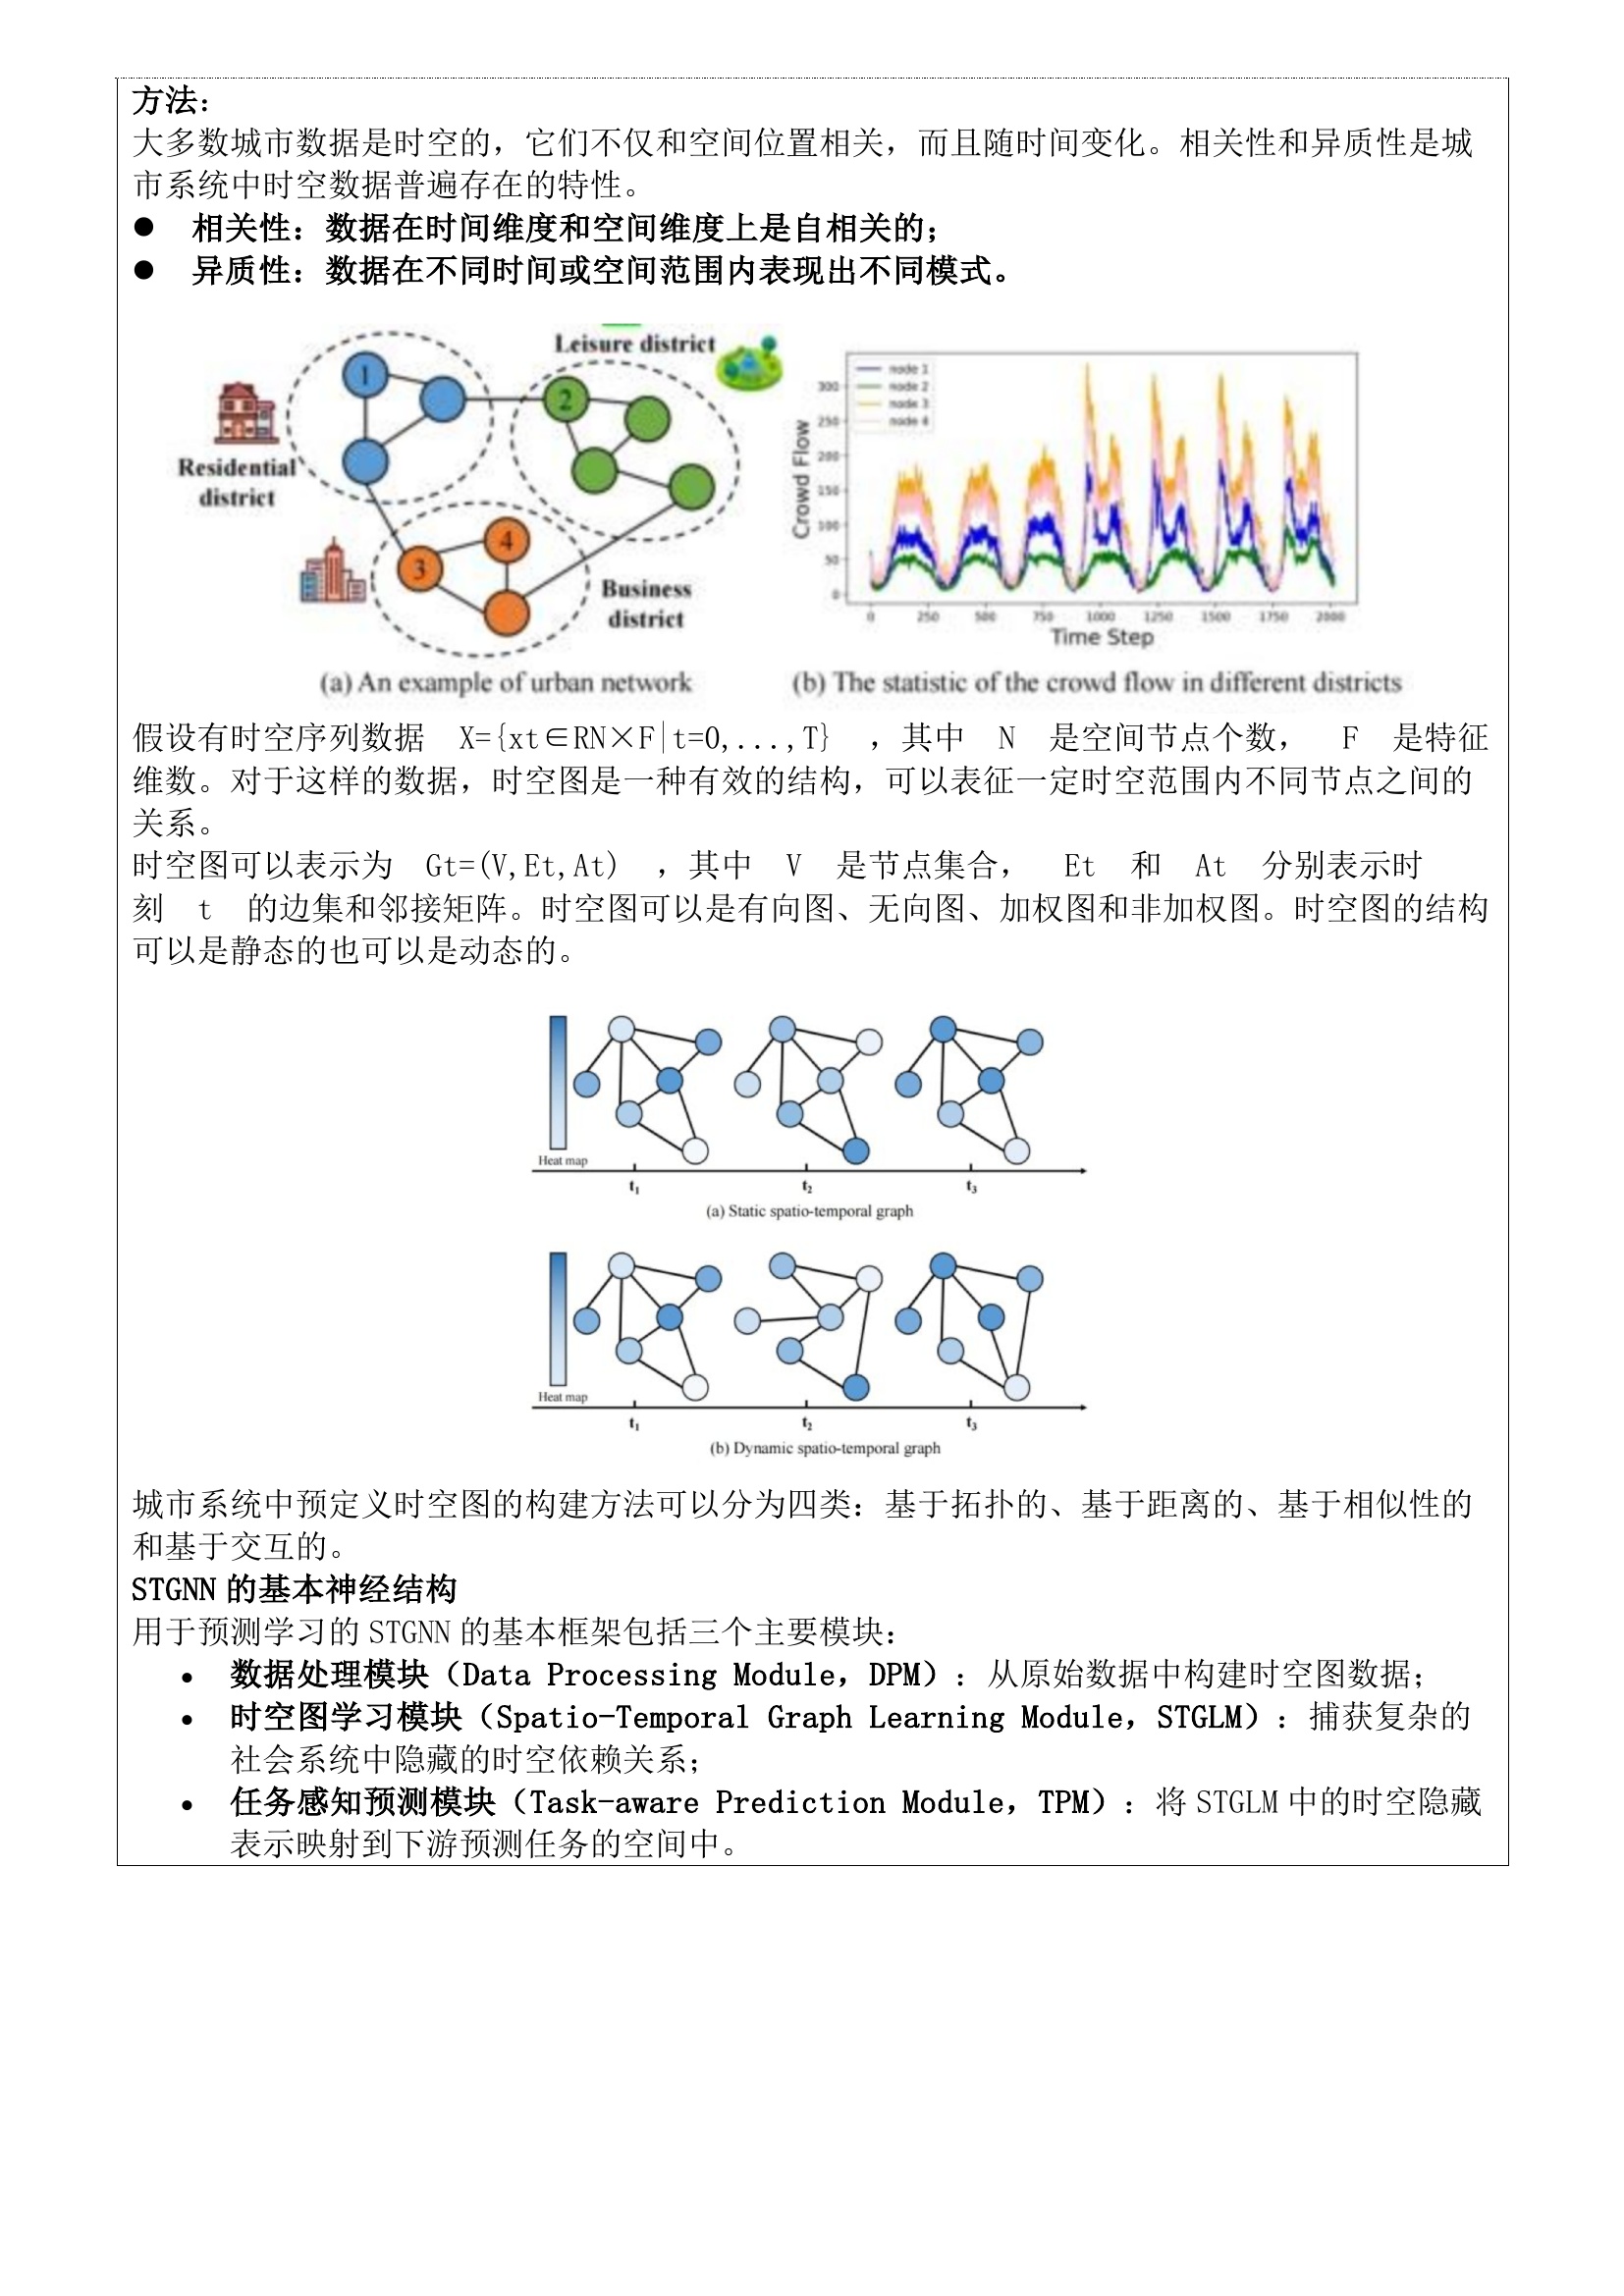 方法：
大多数城市数据是时空的，它们不仅和空间位置相关，而且随时间变化。相关性和异质性是城
市系统中时空数据普遍存在的特性。
● 相关性：数据在时间维度和空间维度上是自相关的；
● 异质性：数据在不同时间或空间范围内表现出不同模式。
Leisure district
1
2
Residential
district
3
4
Business
district
(a) An example of urban network
node 1
node 2
node 3
node 4
Crowd Flow
300
250
200
150
100
50
0
0 250 500 750 1000 1250 1500 1750 2000
Time Step
(b) The statistic of the crowd flow in different districts
假设有时空序列数据 X={xt∈RN×F|t=0,...,T} ，其中 N 是空间节点个数， F 是特征
维数。对于这样的数据，时空图是一种有效的结构，可以表征一定时空范围内不同节点之间的
关系。
时空图可以表示为 Gt=(V,Et,At) ，其中 V 是节点集合， Et 和 At 分别表示时
刻 t 的边集和邻接矩阵。时空图可以是有向图、无向图、加权图和非加权图。时空图的结构
可以是静态的也可以是动态的。
Heat map
t1 t2 t3
(a) Static spatio-temporal graph
Heat map
t1 t2 t3
(b) Dynamic spatio-temporal graph
城市系统中预定义时空图的构建方法可以分为四类：基于拓扑的、基于距离的、基于相似性的
和基于交互的。
STGNN 的基本神经结构
用于预测学习的 STGNN 的基本框架包括三个主要模块：
• 数据处理模块（Data Processing Module，DPM）：从原始数据中构建时空图数据；
• 时空图学习模块（Spatio-Temporal Graph Learning Module，STGLM）：捕获复杂的
社会系统中隐藏的时空依赖关系；
• 任务感知预测模块（Task-aware Prediction Module，TPM）：将 STGLM 中的时空隐藏
表示映射到下游预测任务的空间中。